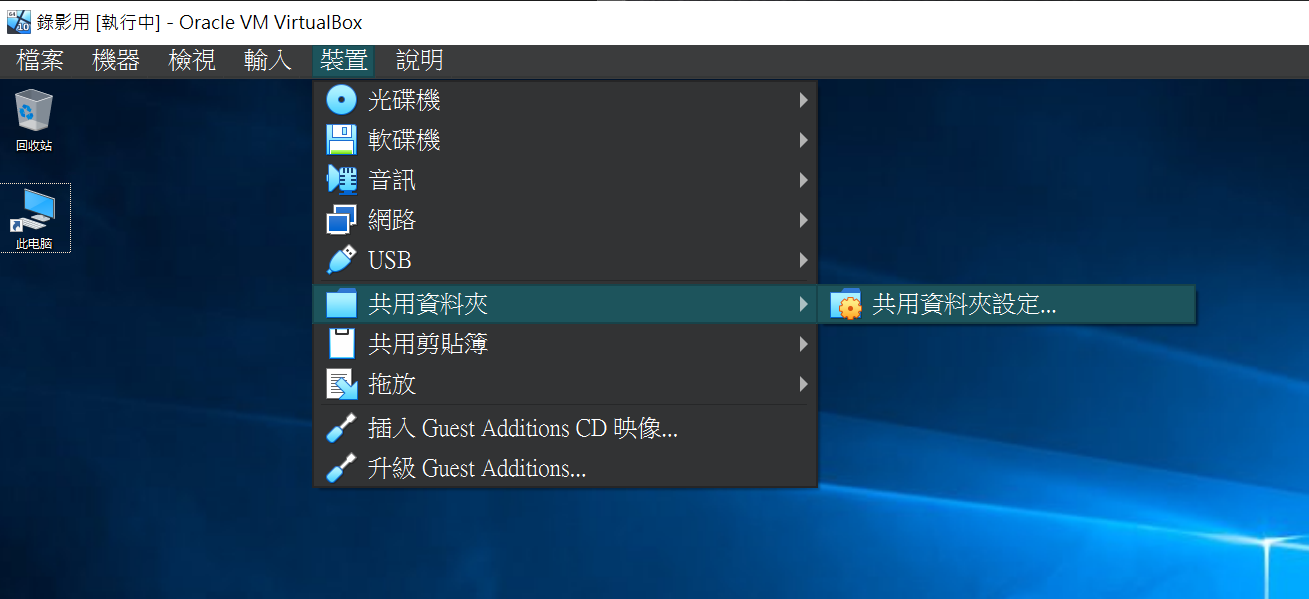 錄影用 [執行中] - Oracle VM VirtualBox
檔案 機器 檢視 輸入 裝置 說明
回收站
此电脑
光碟機
軟碟機
音訊
網路
USB
共用資料夾
共用資料夾設定...
共用剪貼簿
拖放
插入 Guest Additions CD 映像...
升級 Guest Additions...